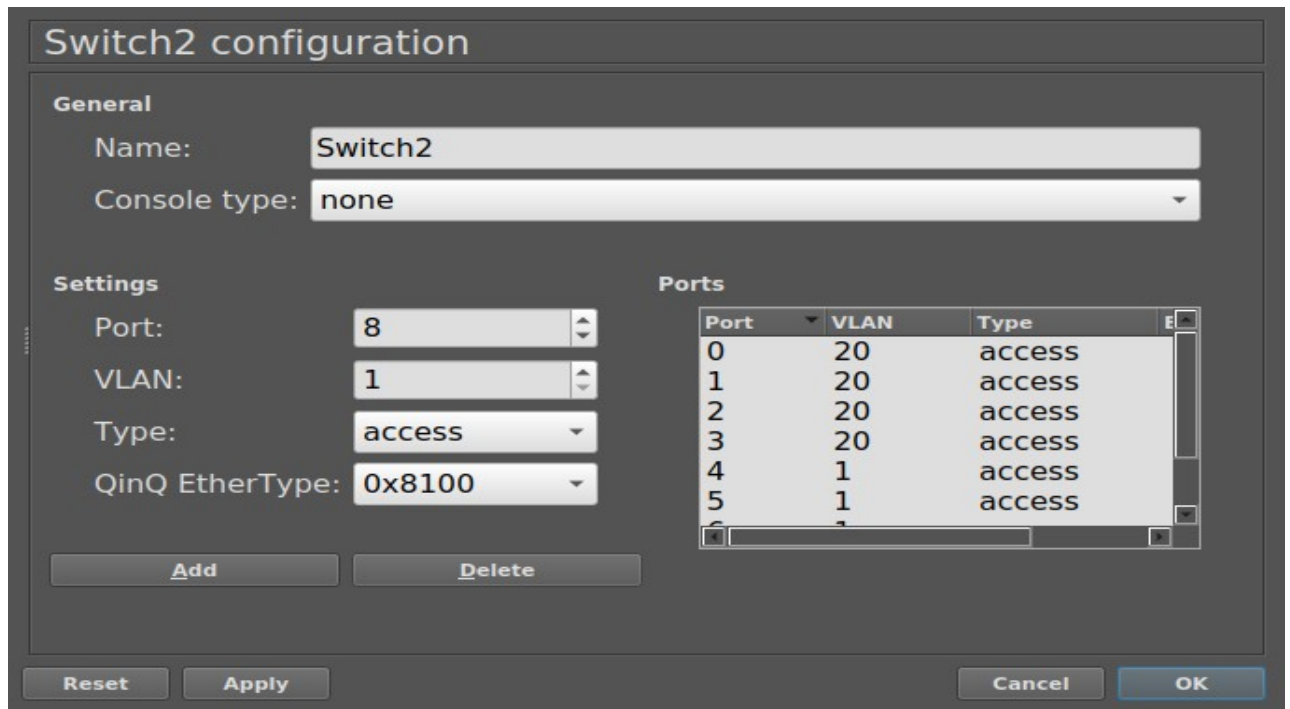 Switch2 configuration
General
Name: Switch2
Console type: none
Settings
Port: 8
VLAN: 1
Type: access
QinQ EtherType: 0x8100
Add Delete
Ports
Port VLAN Type
0 20 access
1 20 access
2 20 access
3 20 access
4 1 access
5 1 access
Reset Apply Cancel OK